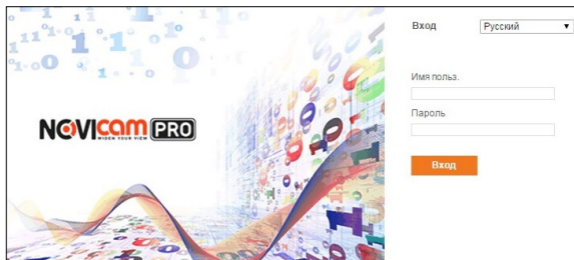 NOVICAM PRO
WIDEN YOUR VIEW
Вход
Русский
Имя польз.
Пароль
Вход